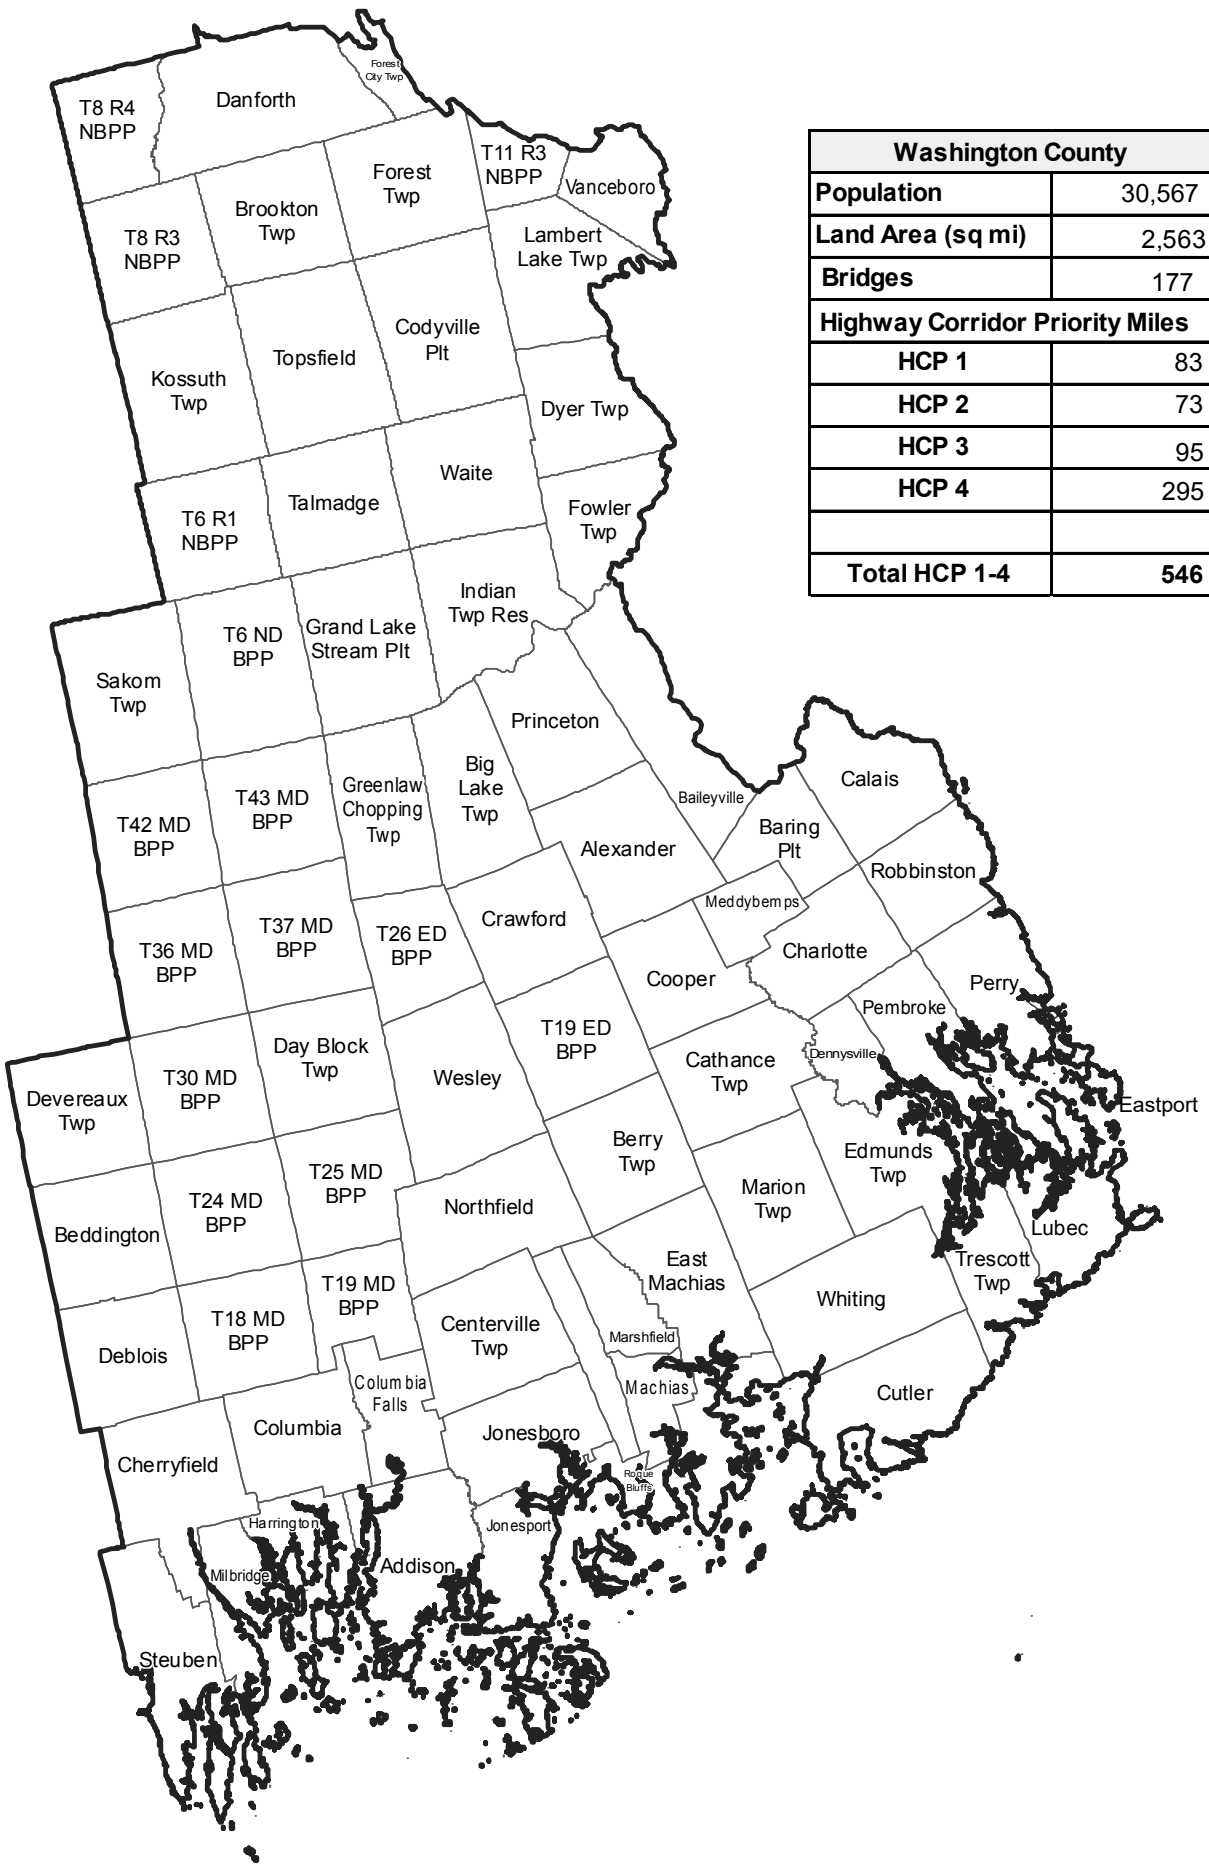 Forest
City Twp
Danforth
T8 R4
NBPP
T11 R3
NBPP
Forest
Twp
Vanceboro
Brookton
Twp
T8 R3
NBPP
Lambert
Lake Twp
Codyville
Plt
Topsfield
Kossuth
Twp
Dyer Twp
Waite
Talmadge
T6 R1
NBPP
Fowler
Twp
Indian
Twp Res
Grand Lake
Stream Plt
T6 ND
BPP
Sakom
Twp
Princeton
Big
Lake
Twp
Greenlaw
Chopping
Twp
T43 MD
BPP
T42 MD
BPP
Baileyville
Calais
Baring
Plt
Alexander
Robbinston
Meddybemps
Crawford
T26 ED
BPP
T37 MD
BPP
T36 MD
BPP
Charlotte
Cooper
Perry
Pembroke
T19 ED
BPP
Day Block
Twp
Dennysville
Cathance
Twp
Wesley
T30 MD
BPP
Devereaux
Twp
Eastport
Berry
Twp
Edmunds
Twp
T25 MD
BPP
Marion
Twp
T24 MD
BPP
Northfield
Beddington
Lubec
East
Machias
Trescott
Twp
T19 MD
BPP
Whiting
T18 MD
BPP
Centerville
Twp
Marshfield
Deblois
Columbia
Falls
Machias
Cutler
Columbia
Jonesboro
Cherryfield
Roque
Bluffs
Harrington
Jonesport
Addison
Milbridge
Steuben
Washington County
Population 30,567
Land Area (sq mi) 2,563
Bridges 177
Highway Corridor Priority Miles
HCP 1 83
HCP 2 73
HCP 3 95
HCP 4 295
Total HCP 1-4 546